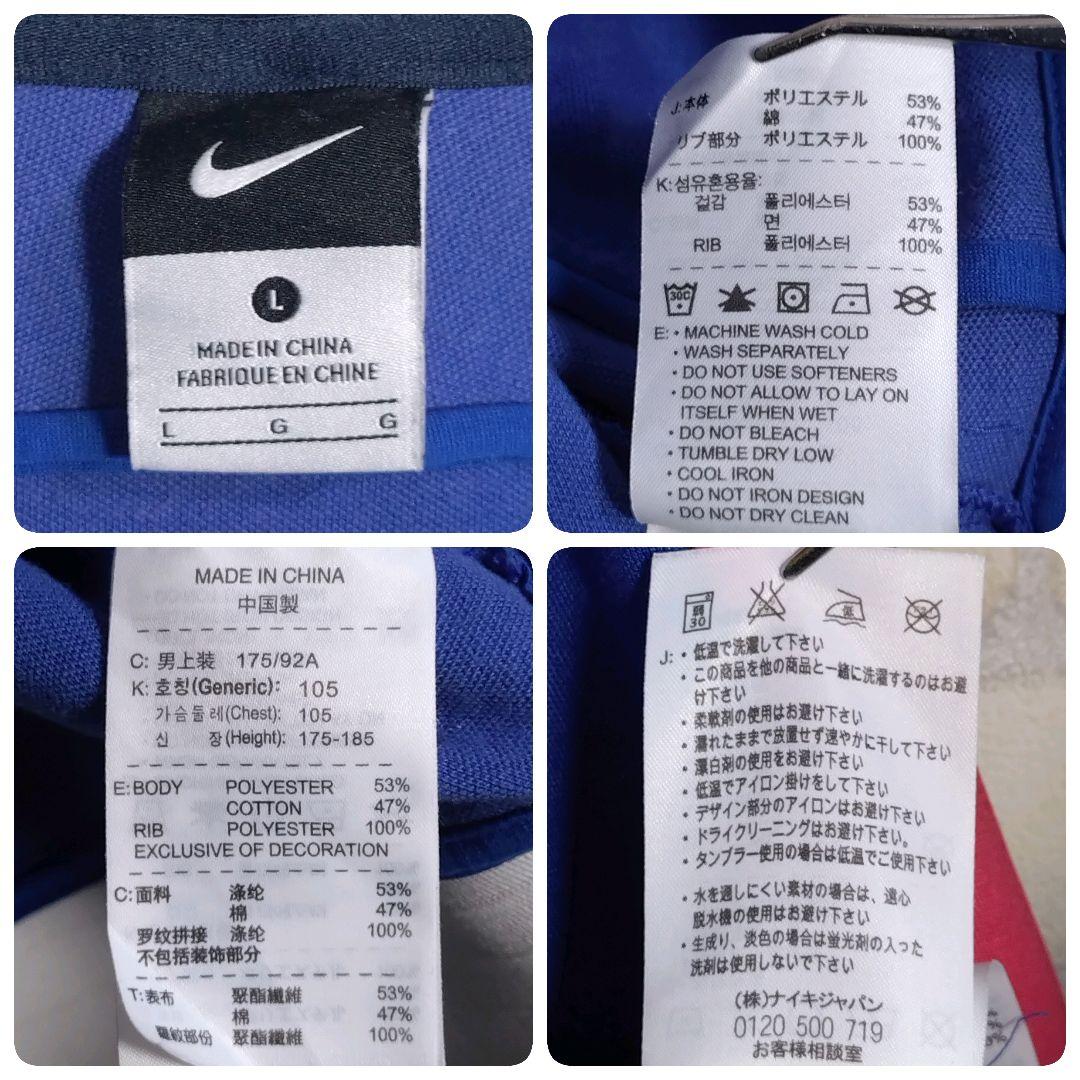 L
MADE IN CHINA
FABRIQUE EN CHINE
L G G
J:本体 ポリエステル 53%
綿 47%
リブ部分 ポリエステル 100%
K:섬유혼용율:
겉감 폴리에스터 53%
면 47%
RIB 폴리에스터 100%
30C
E: • MACHINE WASH COLD
• WASH SEPARATELY
• DO NOT USE SOFTENERS
• DO NOT ALLOW TO LAY ON
ITSELF WHEN WET
• DO NOT BLEACH
• TUMBLE DRY LOW
• COOL IRON
• DO NOT IRON DESIGN
• DO NOT DRY CLEAN
MADE IN CHINA
中国製
C: 男上装 175/92A
K: 호칭(Generic): 105
가슴둘레(Chest): 105
신 장(Height): 175-185
E:BODY POLYESTER 53%
COTTON 47%
RIB POLYESTER 100%
EXCLUSIVE OF DECORATION
C:面料 涤纶 53%
棉 47%
罗纹拼接 涤纶 100%
不包括装饰部分
T:表布 聚酯纖維 53%
棉 47%
羅紋部份 聚酯纖維 100%
弱
30
低
J: • 低温で洗濯して下さい
• この商品を他の商品と一緒に洗濯するのはお避
け下さい
• 柔軟剤の使用はお避け下さい
• 濡れたままで放置せず速やかに干して下さい
• 漂白剤の使用をお避け下さい
• 低温でアイロン掛けをして下さい
• デザイン部分のアイロンはお避け下さい
• ドライクリーニングはお避け下さい。
• タンブラー使用の場合は低温でご使用下さい
• 水を通しにくい素材の場合は、遠心
脱水機の使用はお避け下さい
• 生成り、淡色の場合は蛍光剤の入った
洗剤は使用しないで下さい
(株)ナイキジャパン
0120 500 719
お客様相談室